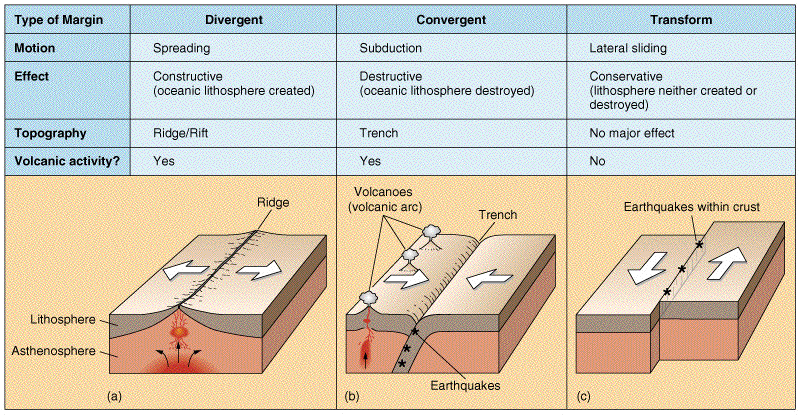 Type of Margin Divergent Convergent Transform
Motion Spreading Subduction Lateral sliding
Effect Constructive Destructive Conservative
(oceanic lithosphere created) (oceanic lithosphere destroyed) (lithosphere neither created or
destroyed)
Topography Ridge/Rift Trench No major effect
Volcanic activity? Yes Yes No
Ridge
Lithosphere
Asthenosphere
(a)
Volcanoes
(volcanic arc)
Trench
Earthquakes
(b)
Earthquakes within crust
(c)